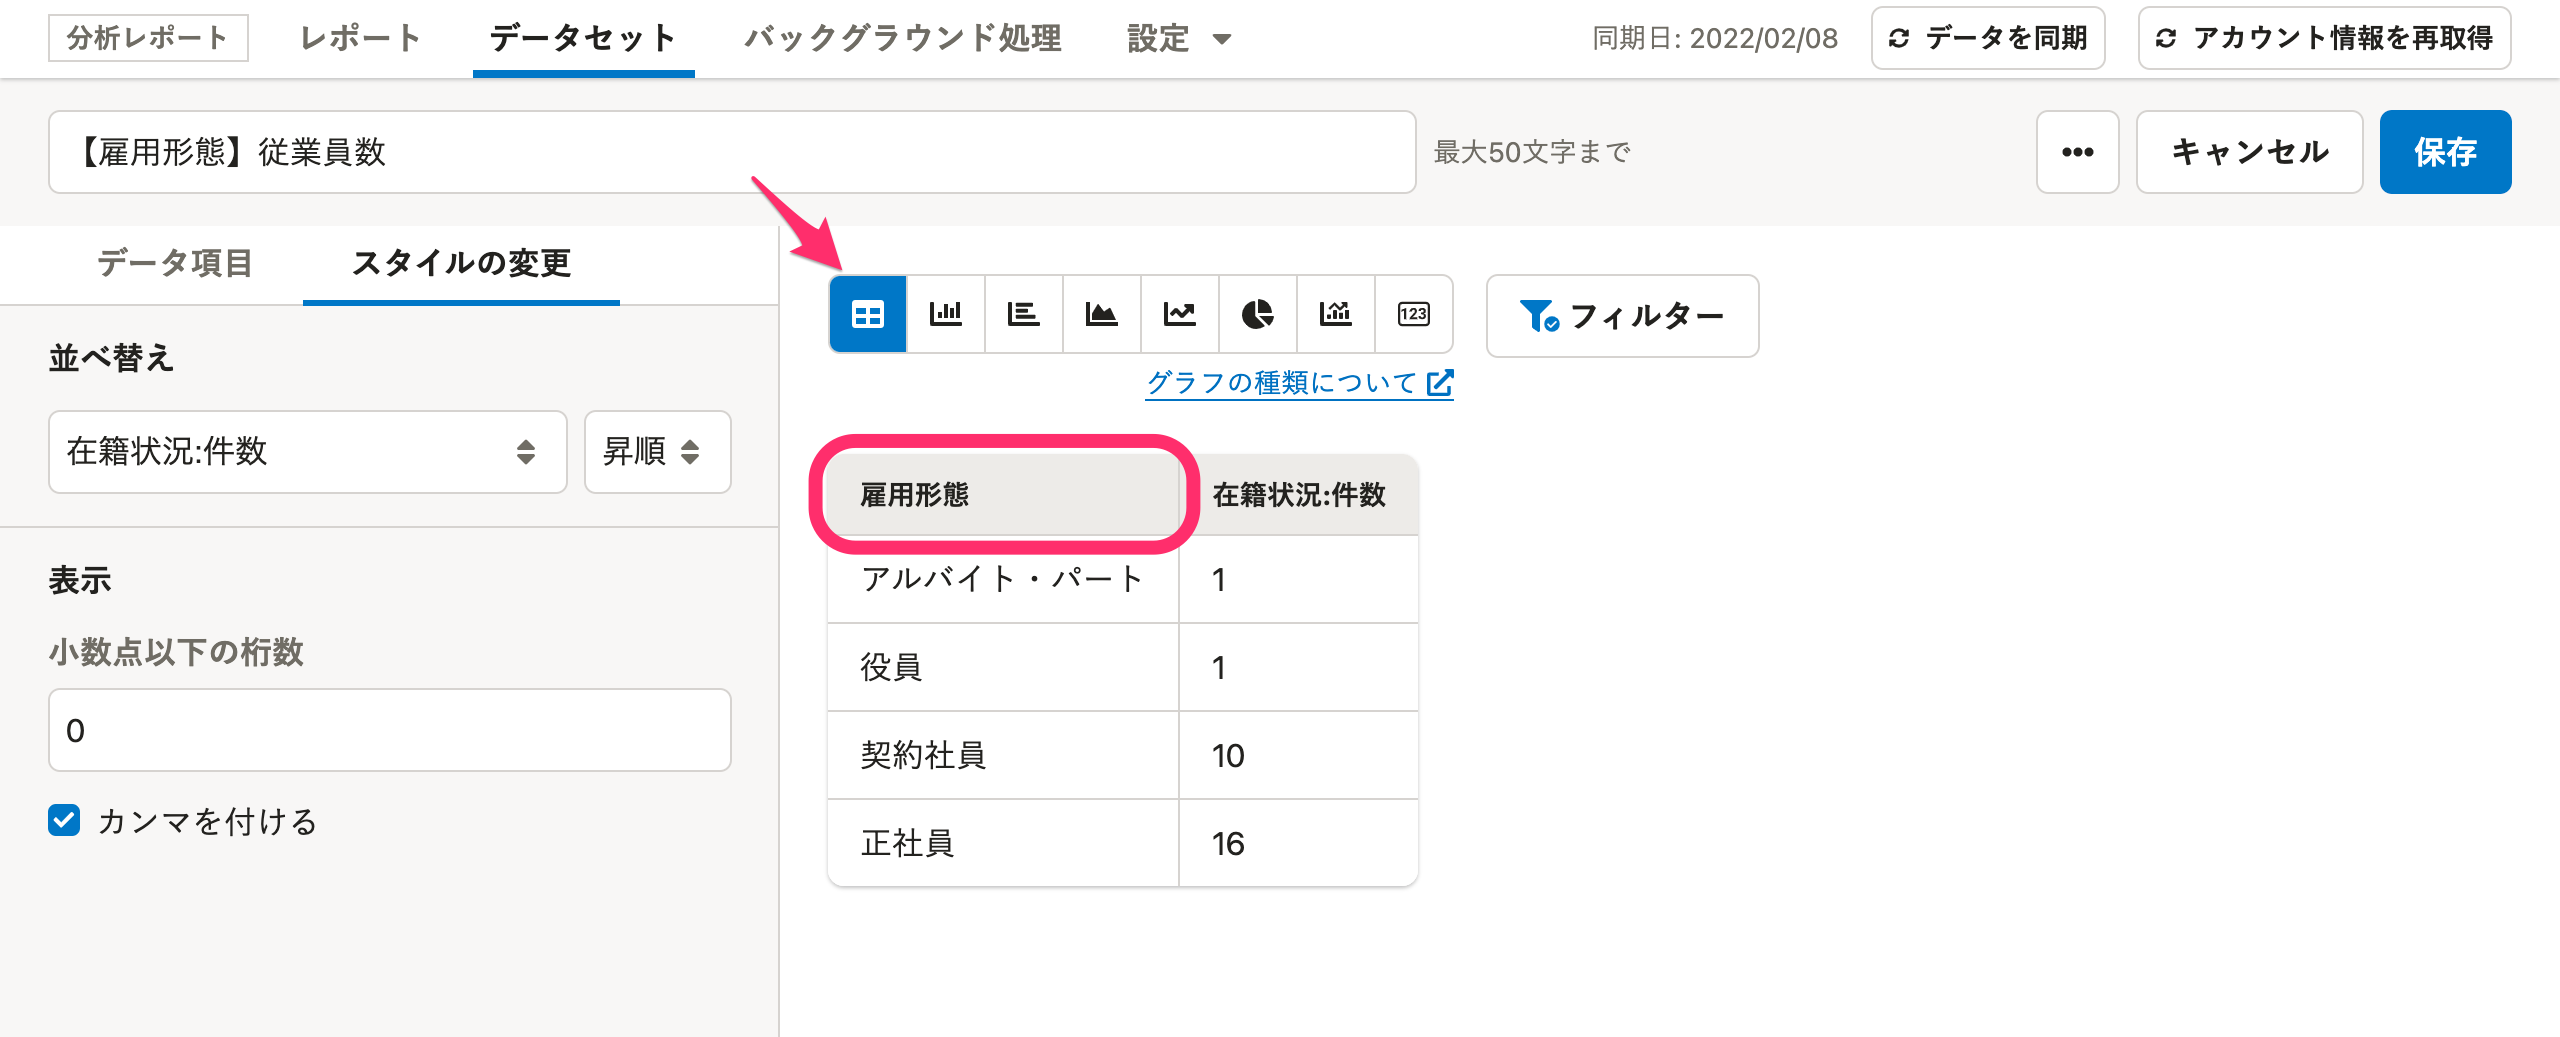 分析レポート レポート データセット バックグラウンド処理 設定 同期日: 2022/02/08 データを同期 アカウント情報を再取得
【雇用形態】従業員数 最大50文字まで キャンセル 保存
データ項目 スタイルの変更
並べ替え
在籍状況:件数 昇順
表示
小数点以下の桁数
0
カンマを付ける
123 フィルター
グラフの種類について
雇用形態 在籍状況:件数
アルバイト・パート 1
役員 1
契約社員 10
正社員 16